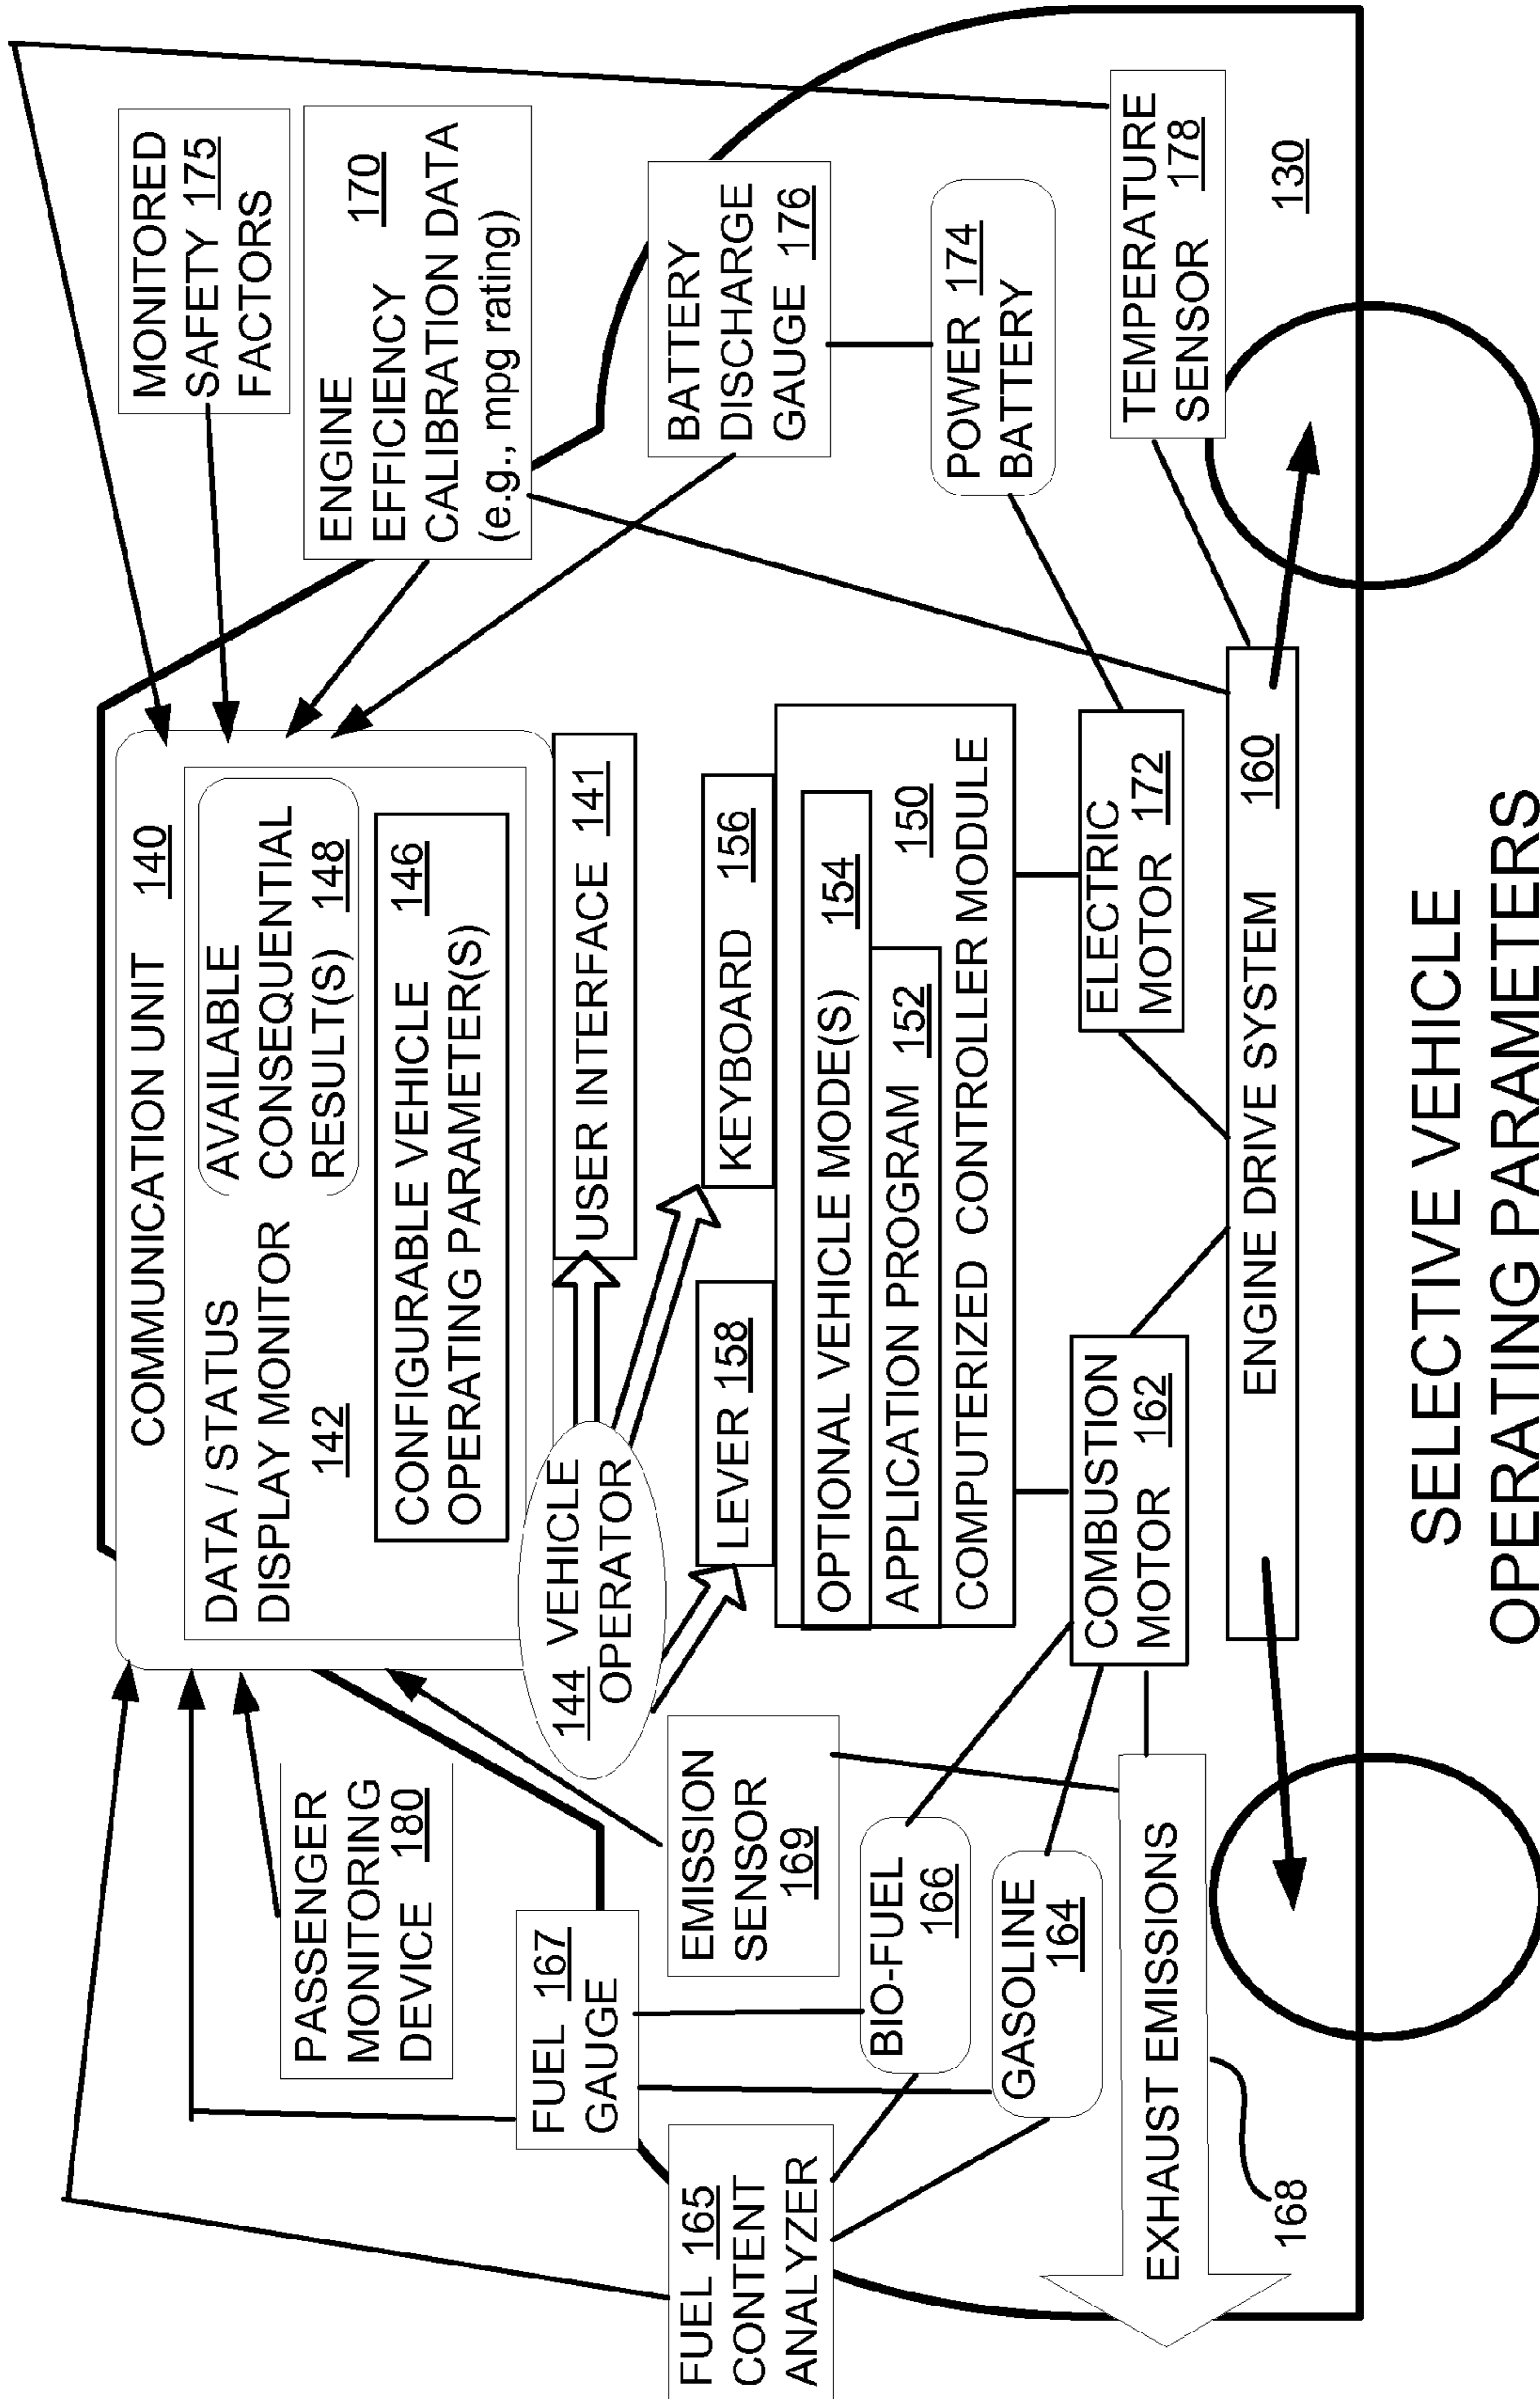 COMMUNICATION UNIT 140
DATA / STATUS
DISPLAY MONITOR
142
AVAILABLE
CONSEQUENTIAL
RESULT(S) 148
CONFIGURABLE VEHICLE 146
OPERATING PARAMETER(S)
USER INTERFACE 141
144 VEHICLE
OPERATOR
LEVER 158
KEYBOARD 156
OPTIONAL VEHICLE MODE(S) 154
APPLICATION PROGRAM 152
150
COMPUTERIZED CONTROLLER MODULE
PASSENGER
MONITORING
DEVICE 180
FUEL 167
GAUGE
FUEL 165
CONTENT
ANALYZER
EMISSION
SENSOR
169
BIO-FUEL
166
GASOLINE
164
EXHAUST EMISSIONS
168
COMBUSTION
MOTOR 162
ELECTRIC
MOTOR 172
ENGINE DRIVE SYSTEM 160
MONITORED
SAFETY 175
FACTORS
ENGINE 170
EFFICIENCY
CALIBRATION DATA
(e.g., mpg rating)
BATTERY
DISCHARGE
GAUGE 176
POWER 174
BATTERY
TEMPERATURE
SENSOR 178
130
SELECTIVE VEHICLE
OPERATING PARAMETERS